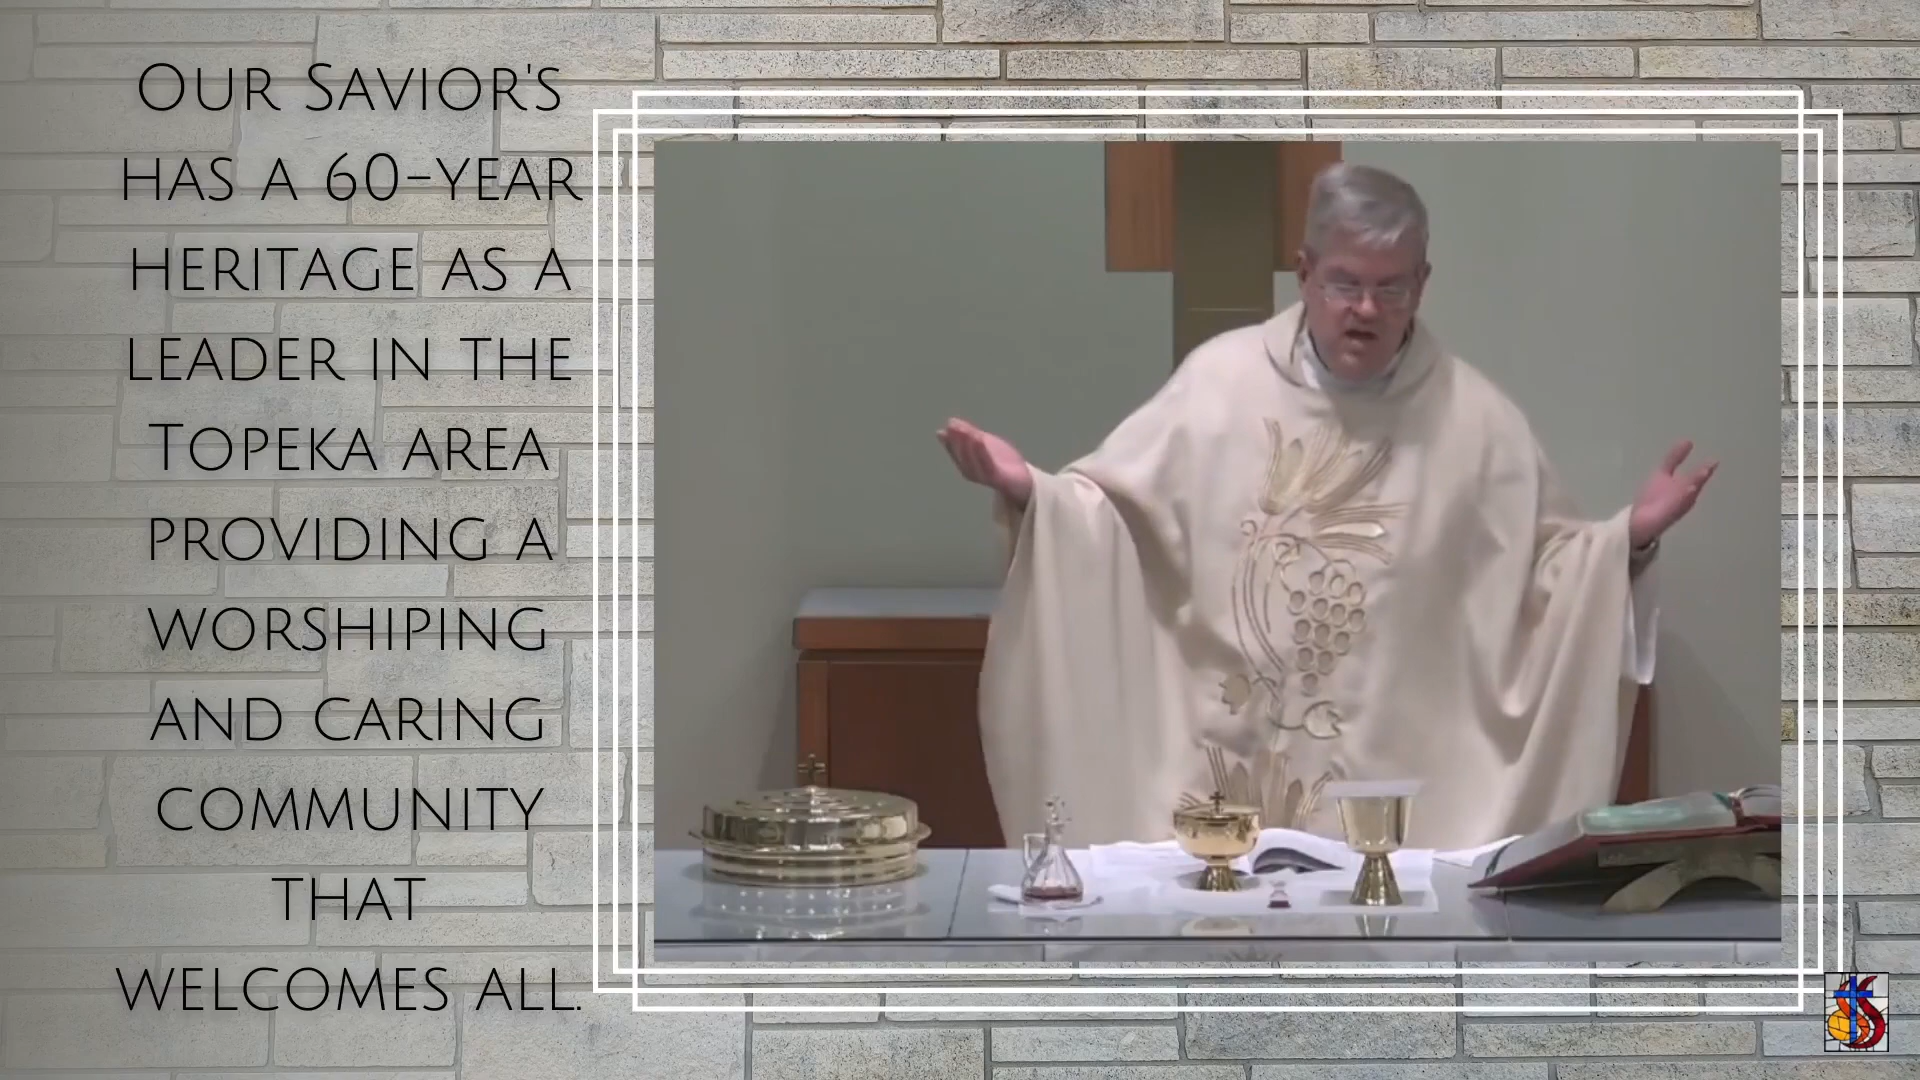 Our Savior's
has a 60-year
heritage as a
leader in the
Topeka area
providing a
worshiping
and caring
community
that
welcomes all.